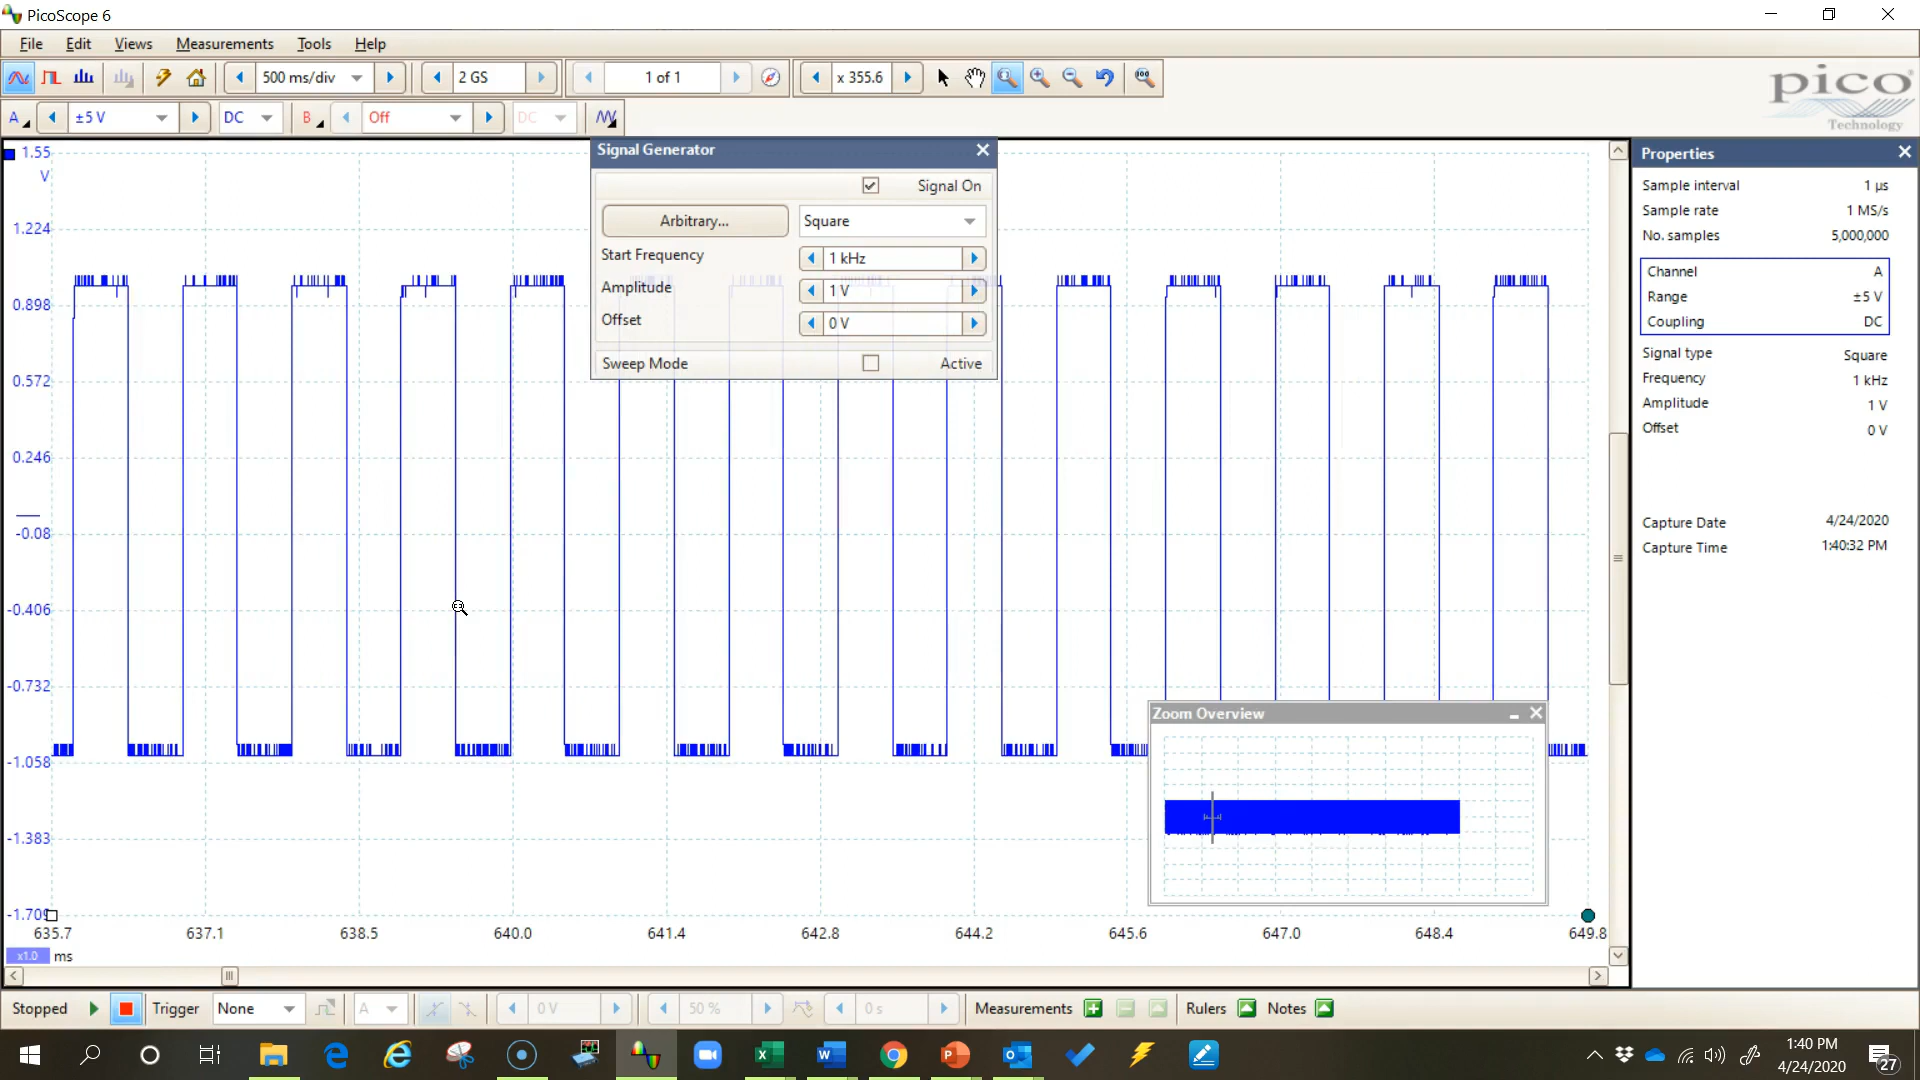 PicoScope 6
File Edit Views Measurements Tools Help
500 ms/div 2 GS 1 of 1 x 355.6
A ±5 V DC B Off DC
pico
Technology
Signal Generator
Signal On
Arbitrary... Square
Start Frequency 1 kHz
Amplitude 1 V
Offset 0 V
Sweep Mode Active
1.55
V
1.224
0.898
0.572
0.246
-0.08
-0.406
-0.732
-1.058
-1.383
-1.709
635.7 637.1 638.5 640.0 641.4 642.8 644.2 645.6 647.0 648.4 649.8
x1.0 ms
Zoom Overview
Properties
Sample interval 1 µs
Sample rate 1 MS/s
No. samples 5,000,000
Channel A
Range ±5 V
Coupling DC
Signal type Square
Frequency 1 kHz
Amplitude 1 V
Offset 0 V
Capture Date 4/24/2020
Capture Time 1:40:32 PM
Stopped Trigger None A 0 V 50 % 0 s Measurements Rulers Notes
1:40 PM
4/24/2020
27